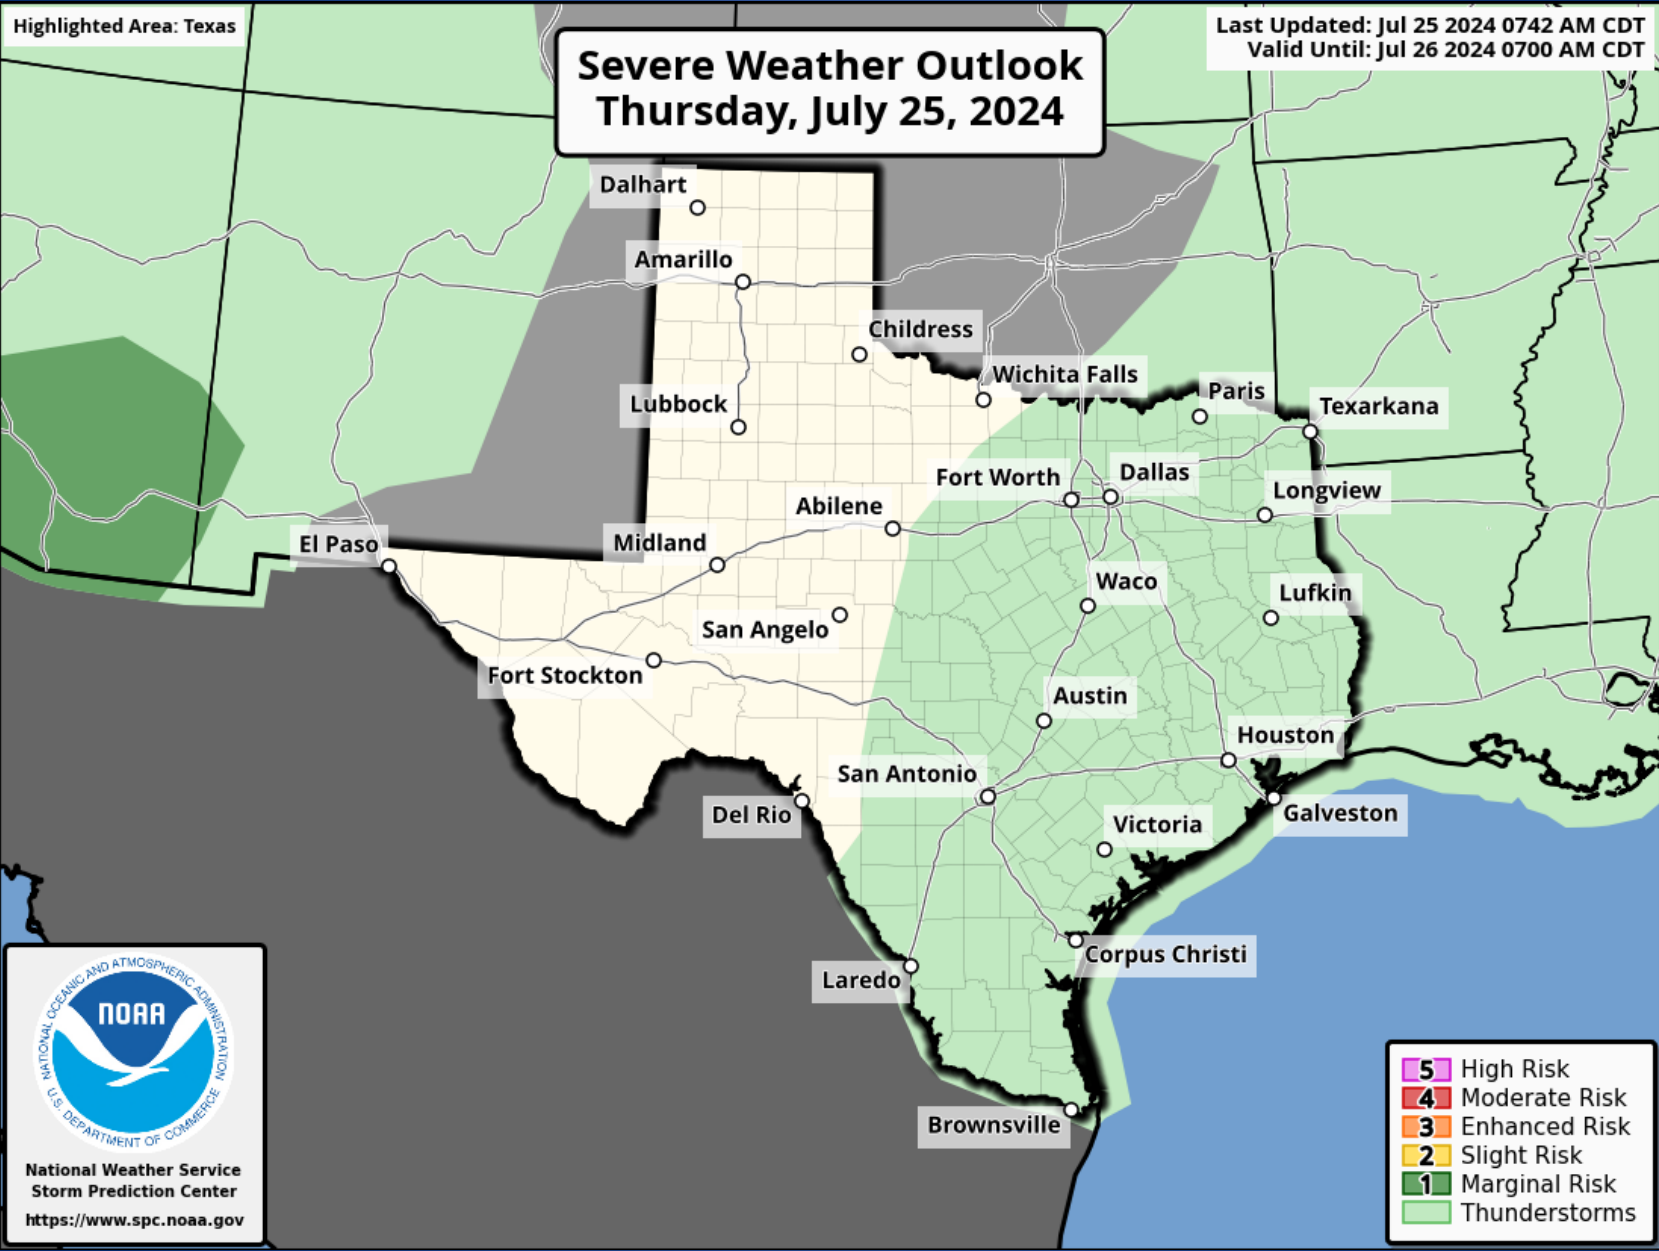 Highlighted Area: Texas
Severe Weather Outlook
Thursday, July 25, 2024
Last Updated: Jul 25 2024 0742 AM CDT
Valid Until: Jul 26 2024 0700 AM CDT
Dalhart
Amarillo
Childress
Wichita Falls
Paris
Texarkana
Lubbock
Fort Worth
Dallas
Longview
Abilene
El Paso
Midland
Waco
Lufkin
San Angelo
Fort Stockton
Austin
Houston
San Antonio
Del Rio
Galveston
Victoria
Corpus Christi
Laredo
Brownsville
NATIONAL OCEANIC AND ATMOSPHERIC ADMINISTRATION
NOAA
U.S. DEPARTMENT OF COMMERCE
National Weather Service
Storm Prediction Center
https://www.spc.noaa.gov
5 High Risk
4 Moderate Risk
3 Enhanced Risk
2 Slight Risk
1 Marginal Risk
Thunderstorms